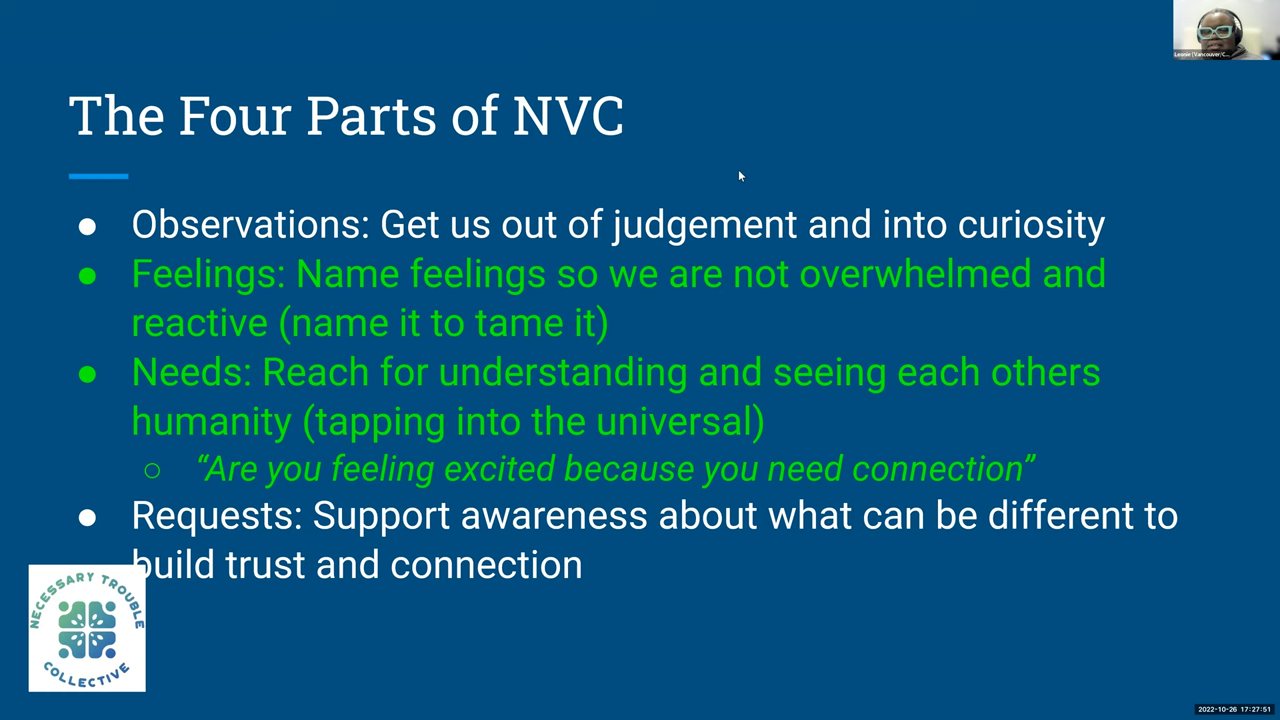 Leonie (Vancouver/C...
The Four Parts of NVC
● Observations: Get us out of judgement and into curiosity
● Feelings: Name feelings so we are not overwhelmed and
reactive (name it to tame it)
● Needs: Reach for understanding and seeing each others
humanity (tapping into the universal)
○ “Are you feeling excited because you need connection”
● Requests: Support awareness about what can be different to
build trust and connection
NECESSARY TROUBLE
COLLECTIVE
2022-10-26 17:27:51